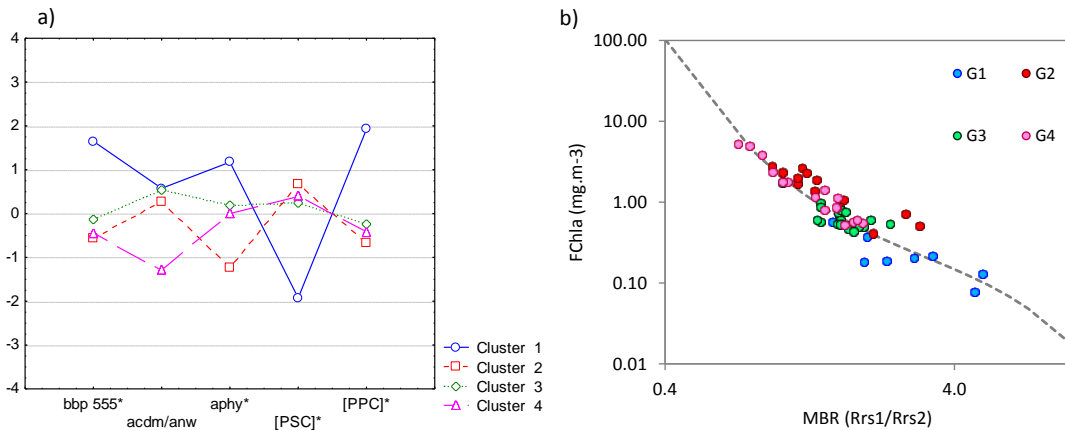 a)
4
3
2
1
0
-1
-2
-3
-4
bbp 555*
acdm/anw
aphy*
[PSC]*
[PPC]*
Cluster 1
Cluster 2
Cluster 3
Cluster 4
b)
FChla (mg.m-3)
100.00
10.00
1.00
0.10
0.01
0.4
4.0
MBR (Rrs1/Rrs2)
G1
G2
G3
G4